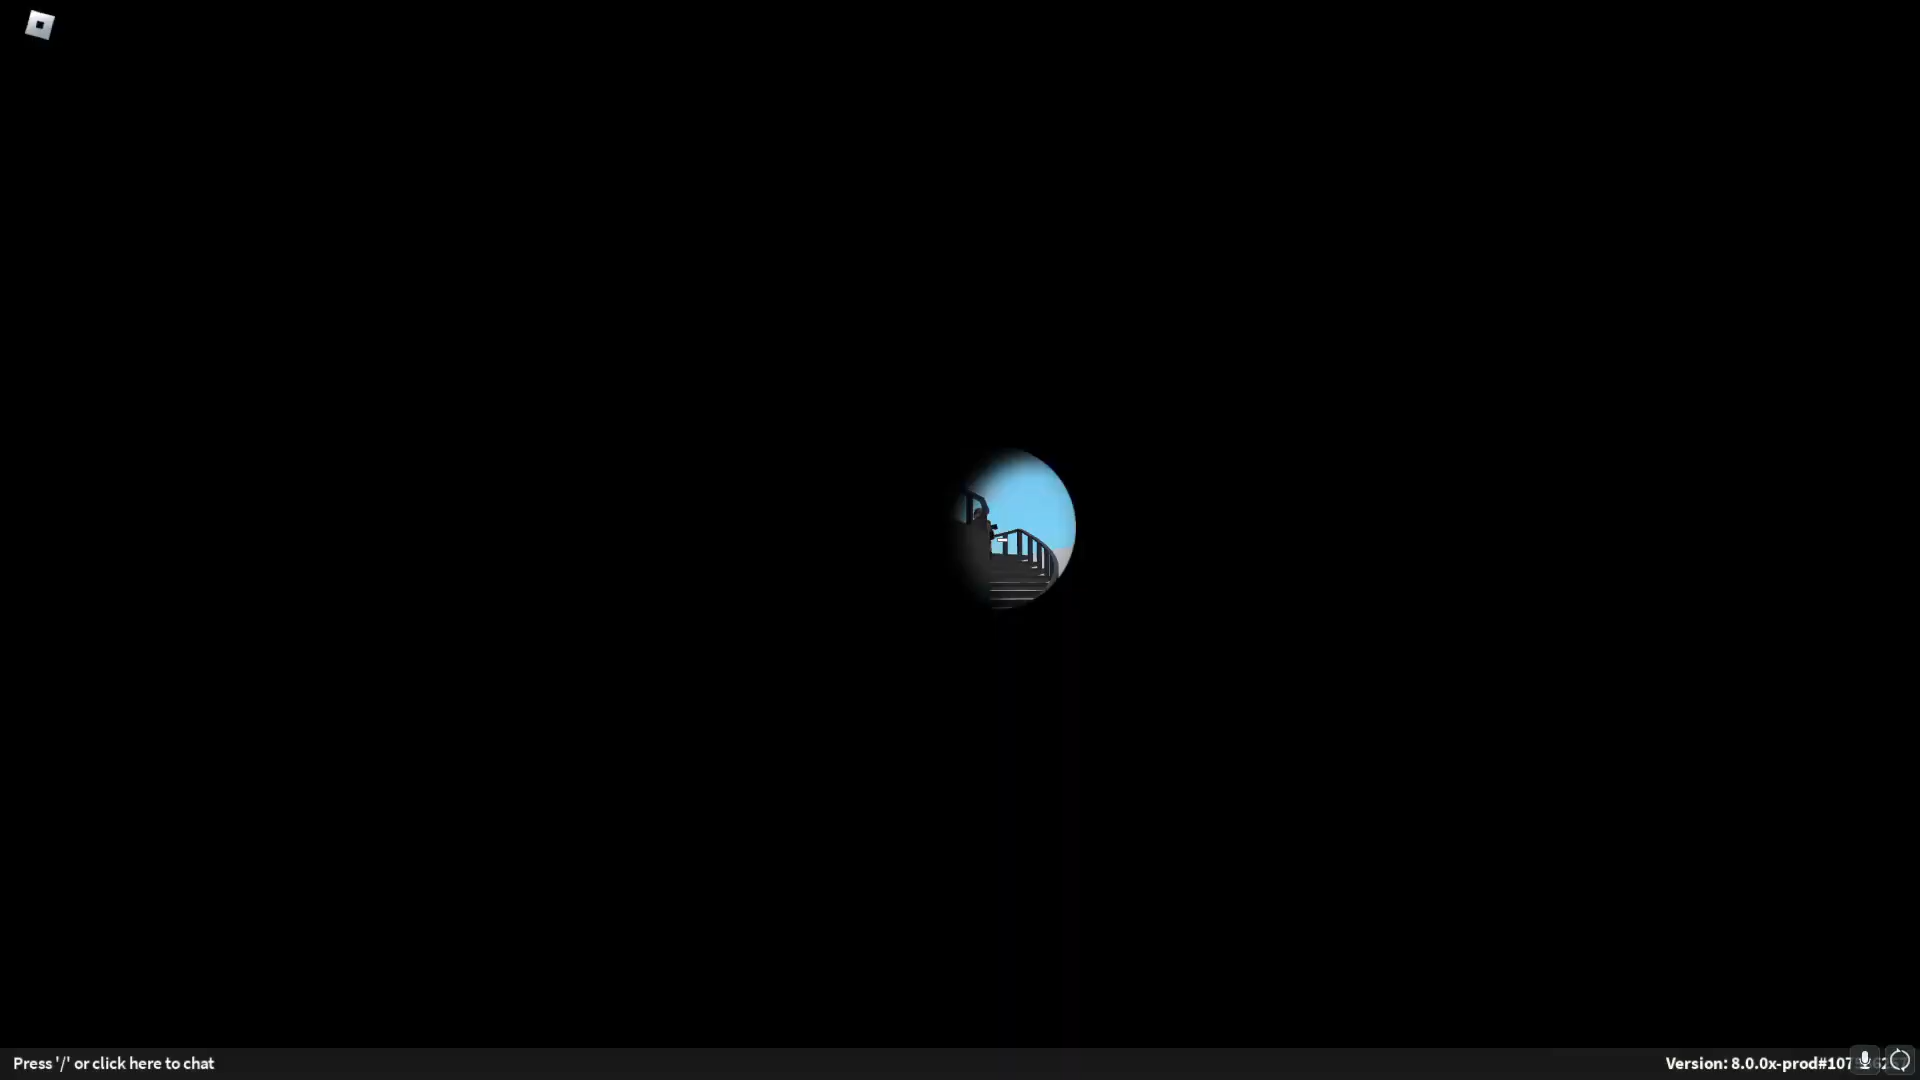 Press '/' or click here to chat
Version: 8.0.0x-prod#107